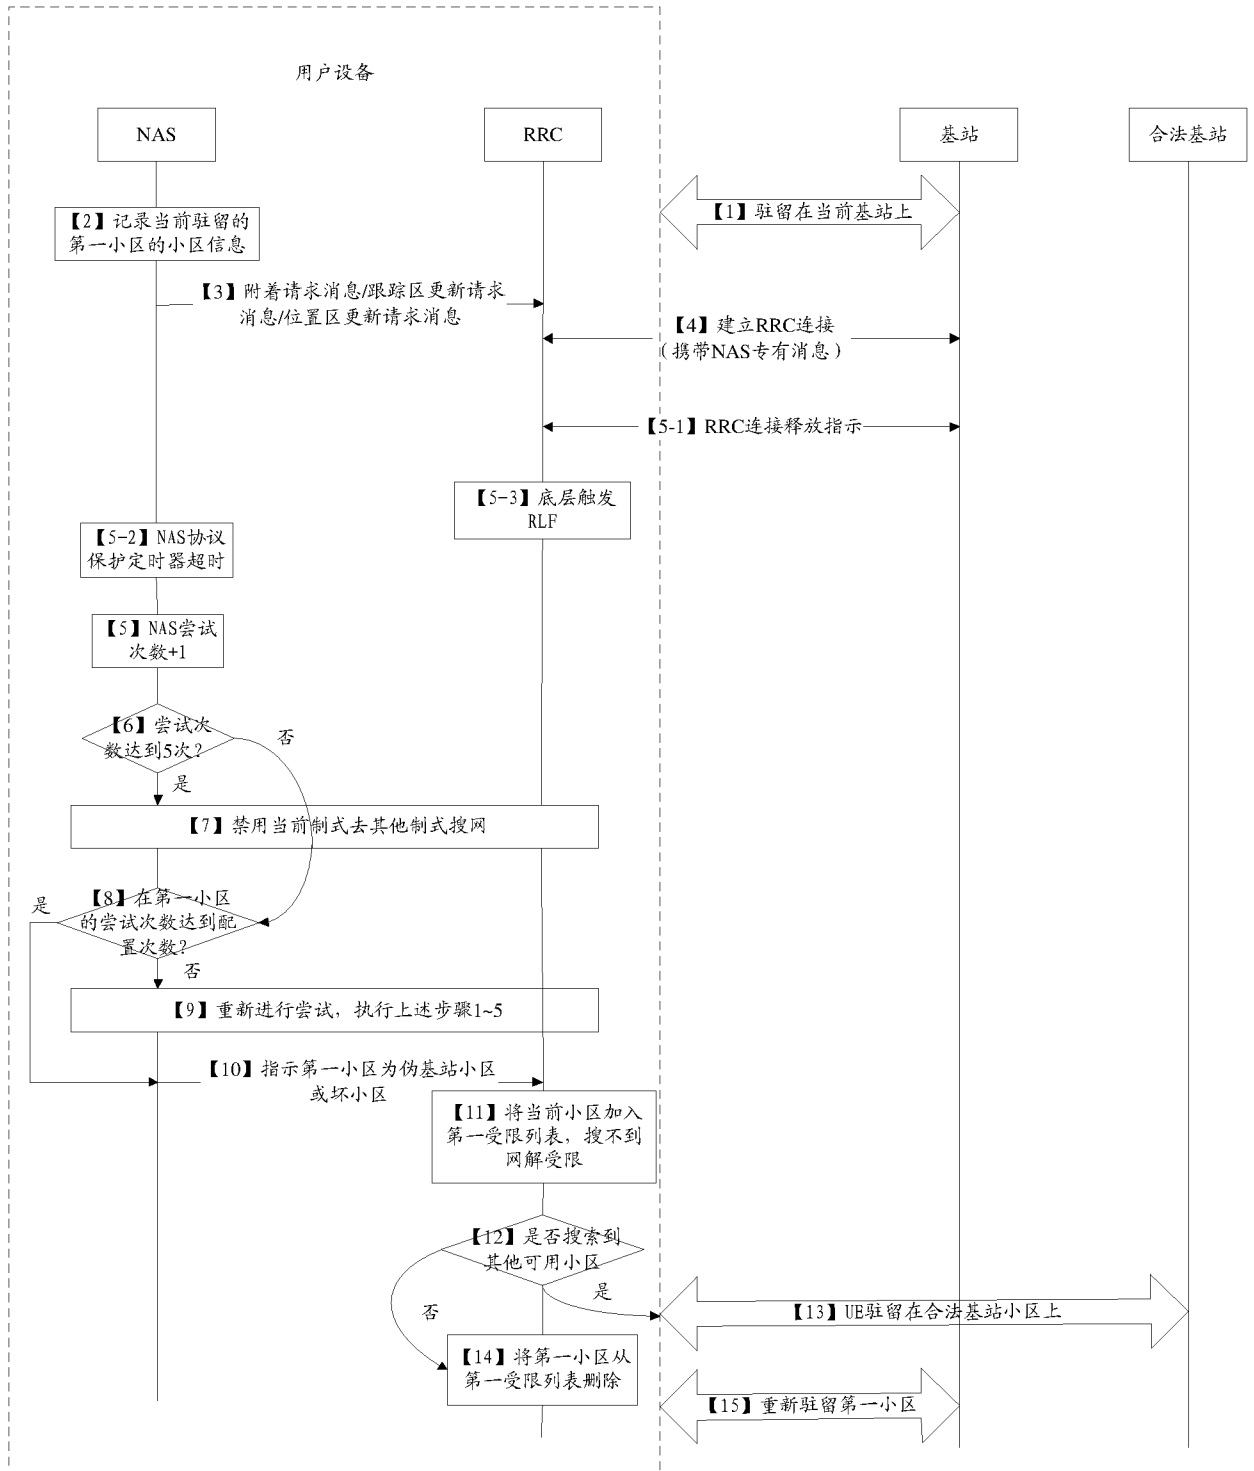 用户设备
NAS
RRC
基站
合法基站
【1】驻留在当前基站上
【2】记录当前驻留的
第一小区的小区信息
【3】附着请求消息/跟踪区更新请求
消息/位置区更新请求消息
【4】建立RRC连接
（携带NAS专有消息）
【5-1】RRC连接释放指示
【5-3】底层触发
RLF
【5-2】NAS协议
保护定时器超时
【5】NAS尝试
次数+1
【6】尝试次
数达到5次？
否
是
【7】禁用当前制式去其他制式搜网
【8】在第一小区
的尝试次数达到配
置次数？
是
否
【9】重新进行尝试，执行上述步骤1~5
【10】指示第一小区为伪基站小区
或坏小区
【11】将当前小区加入
第一受限列表，搜不到
网解受限
【12】是否搜索到
其他可用小区
是
否
【13】UE驻留在合法基站小区上
【14】将第一小区从
第一受限列表删除
【15】重新驻留第一小区